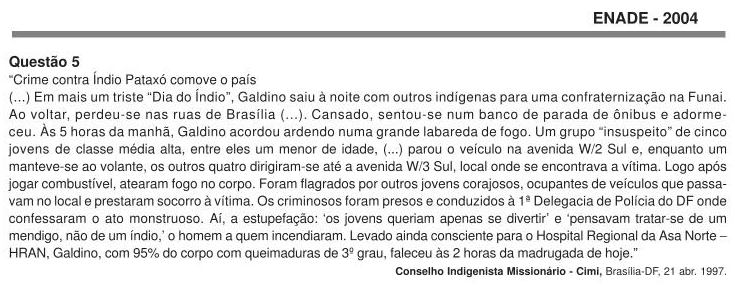 ENADE - 2004
Questão 5
“Crime contra Índio Pataxó comove o país
(…) Em mais um triste “Dia do Índio”, Galdino saiu à noite com outros indígenas para uma confraternização na Funai.
Ao voltar, perdeu-se nas ruas de Brasília (…). Cansado, sentou-se num banco de parada de ônibus e adorme-
ceu. Às 5 horas da manhã, Galdino acordou ardendo numa grande labareda de fogo. Um grupo “insuspeito” de cinco
jovens de classe média alta, entre eles um menor de idade, (...) parou o veículo na avenida W/2 Sul e, enquanto um
manteve-se ao volante, os outros quatro dirigiram-se até a avenida W/3 Sul, local onde se encontrava a vítima. Logo após
jogar combustível, atearam fogo no corpo. Foram flagrados por outros jovens corajosos, ocupantes de veículos que passa-
vam no local e prestaram socorro à vítima. Os criminosos foram presos e conduzidos à 1ª Delegacia de Polícia do DF onde
confessaram o ato monstruoso. Aí, a estupefação: ‘os jovens queriam apenas se divertir’ e ‘pensavam tratar-se de um
mendigo, não de um índio,’ o homem a quem incendiaram. Levado ainda consciente para o Hospital Regional da Asa Norte –
HRAN, Galdino, com 95% do corpo com queimaduras de 3º grau, faleceu às 2 horas da madrugada de hoje.”
Conselho Indigenista Missionário - Cimi, Brasília-DF, 21 abr. 1997.